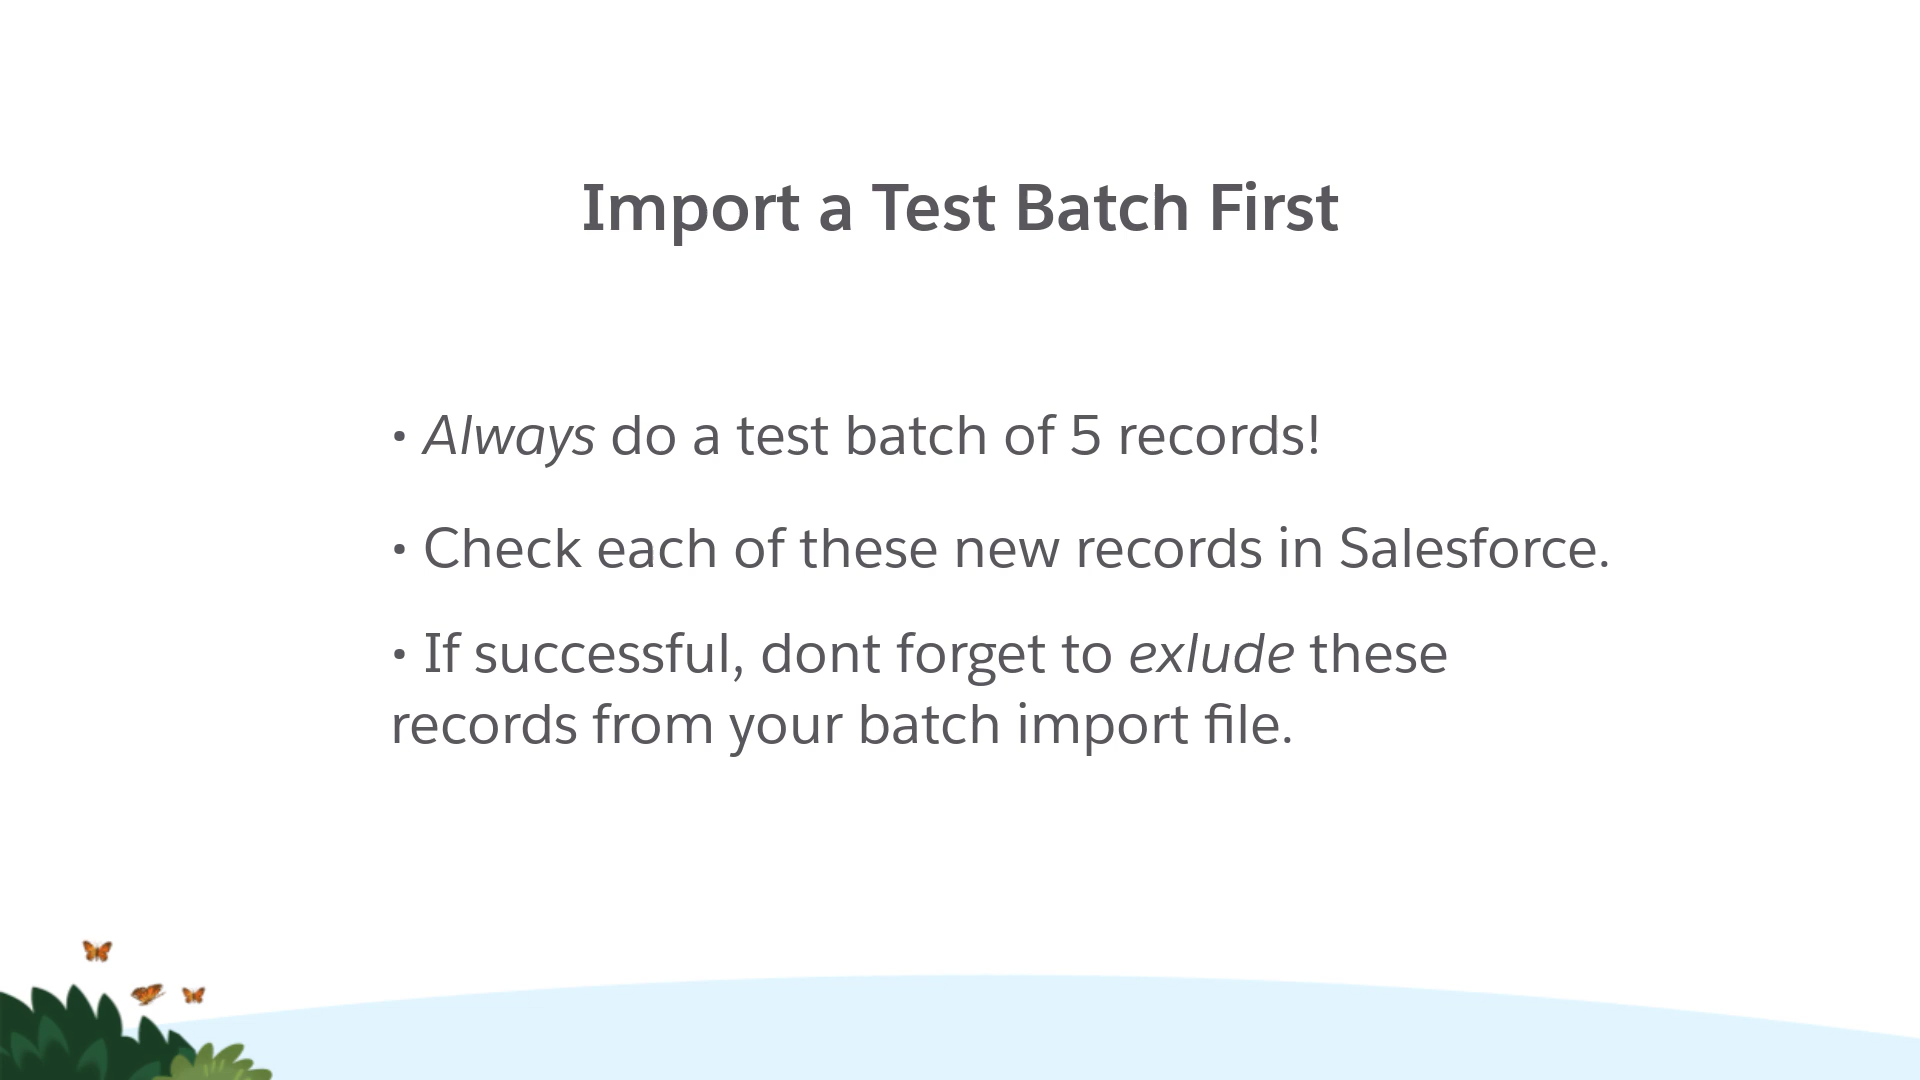 Import a Test Batch First
• Always do a test batch of 5 records!
• Check each of these new records in Salesforce.
• If successful, dont forget to exlude these
records from your batch import file.